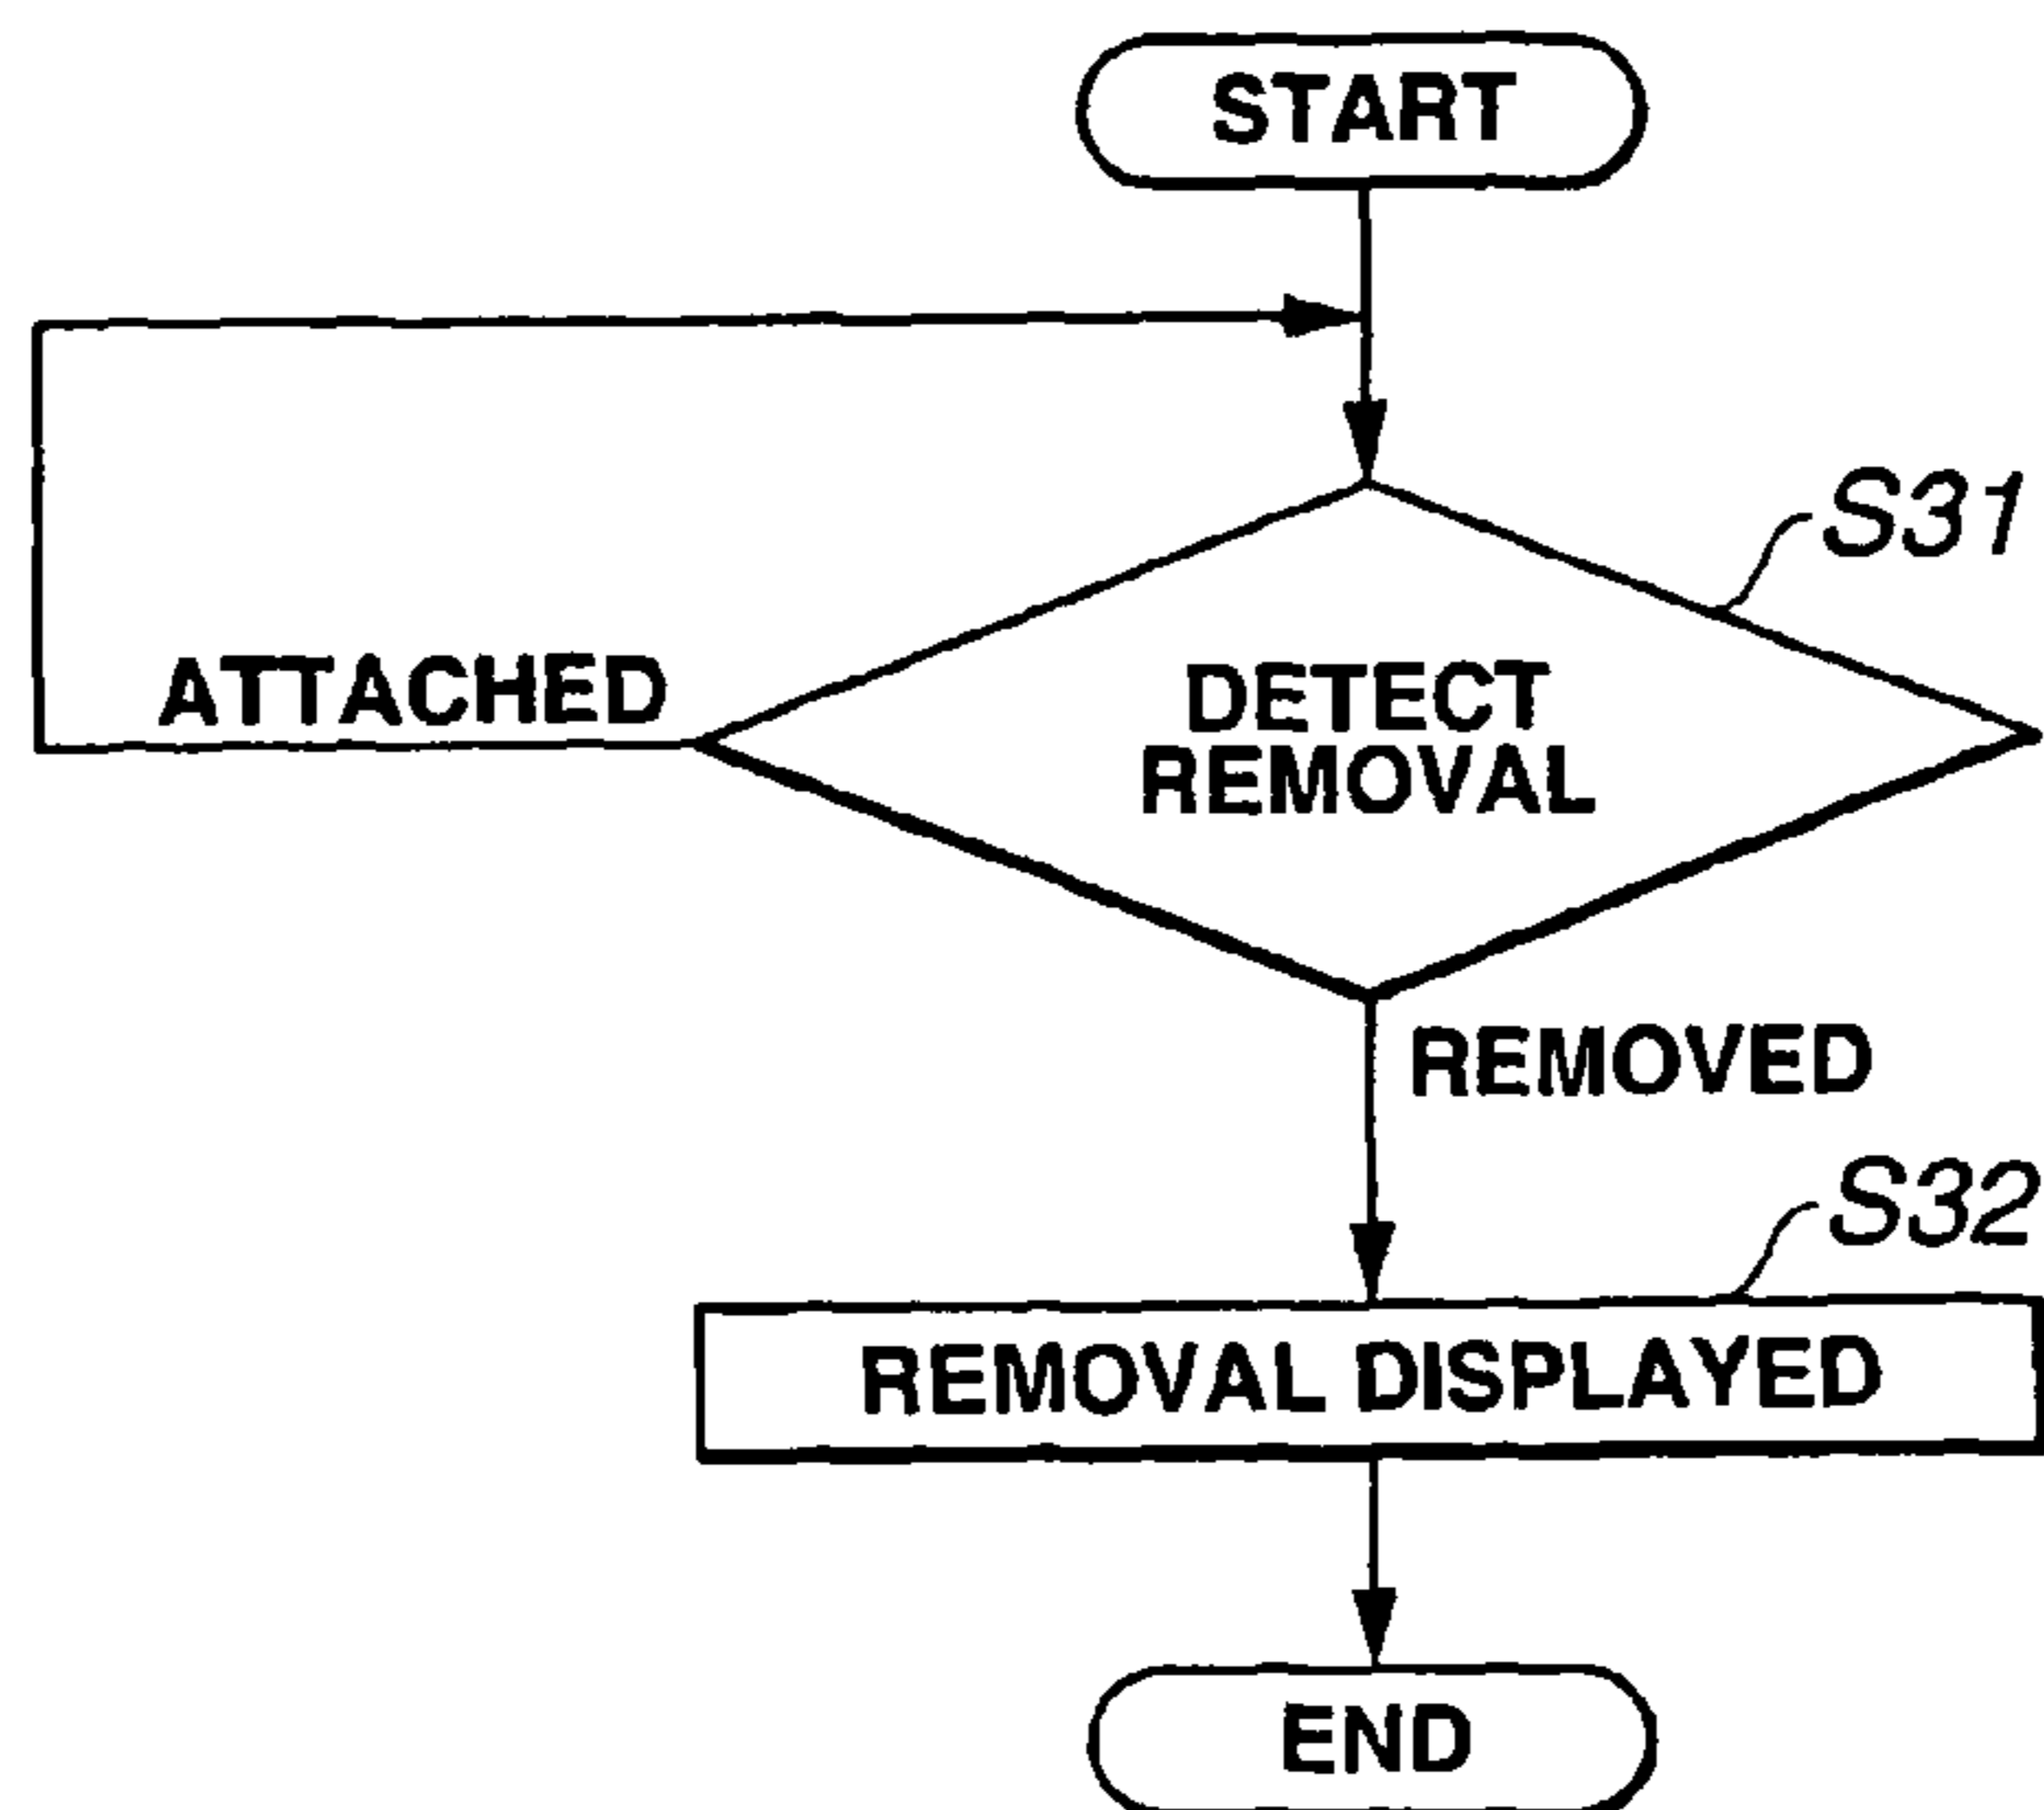 START
S31
DETECT
REMOVAL
ATTACHED
REMOVED
S32
REMOVAL DISPLAYED
END